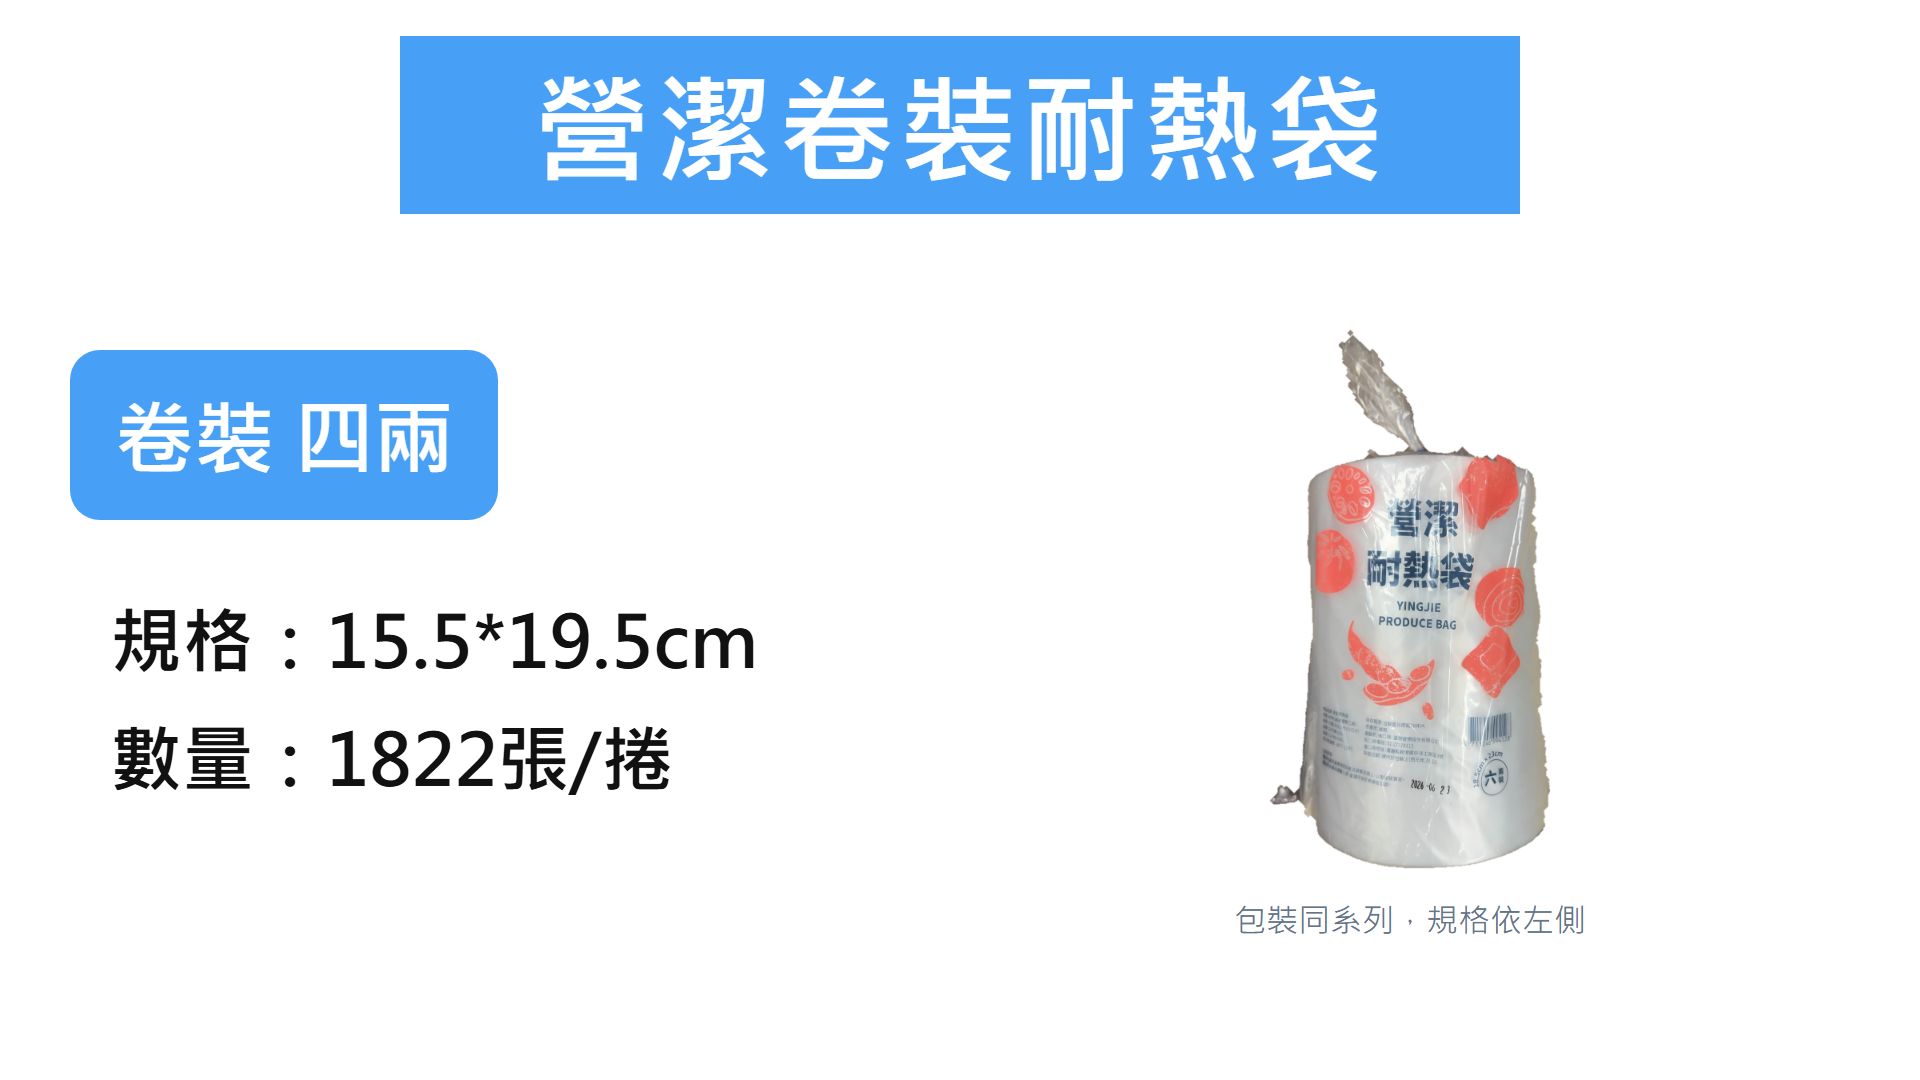 營潔卷裝耐熱袋
卷裝 四兩
規格：15.5*19.5cm
數量：1822張/捲
營潔
耐熱袋
YINGJIE
PRODUCE BAG
六
包裝同系列，規格依左側